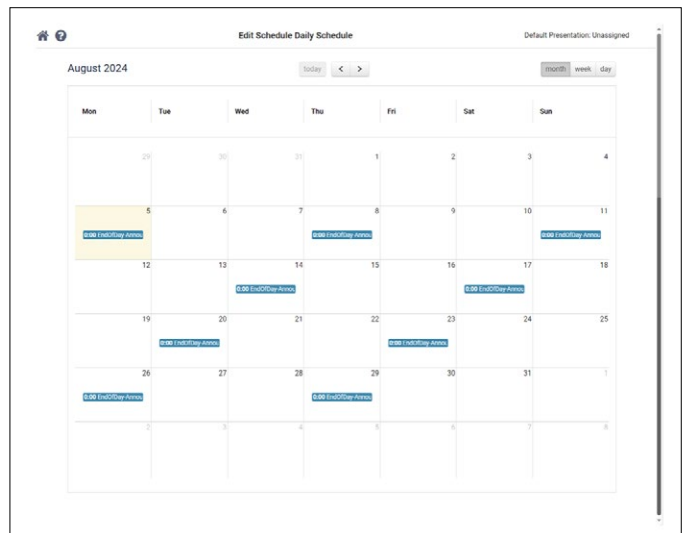 Edit Schedule Daily Schedule
Default Presentation: Unassigned
August 2024
today
month week day
Mon Tue Wed Thu Fri Sat Sun
29 30 31 1 2 3 4
5 6 7 8 9 10 11
0:00 EndOfDay-Annou 0:00 EndOfDay-Annou 0:00 EndOfDay-Annou
12 13 14 15 16 17 18
0:00 EndOfDay-Annou 0:00 EndOfDay-Annou
19 20 21 22 23 24 25
0:00 EndOfDay-Annou 0:00 EndOfDay-Annou
26 27 28 29 30 31 1
0:00 EndOfDay-Annou 0:00 EndOfDay-Annou
2 3 4 5 6 7 8